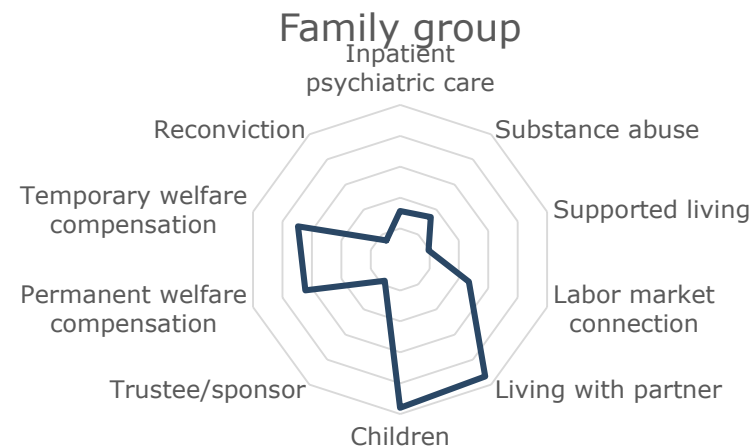 Family group
Inpatient
psychiatric care
Reconviction
Substance abuse
Temporary welfare
compensation
Supported living
Permanent welfare
compensation
Labor market
connection
Trustee/sponsor
Living with partner
Children